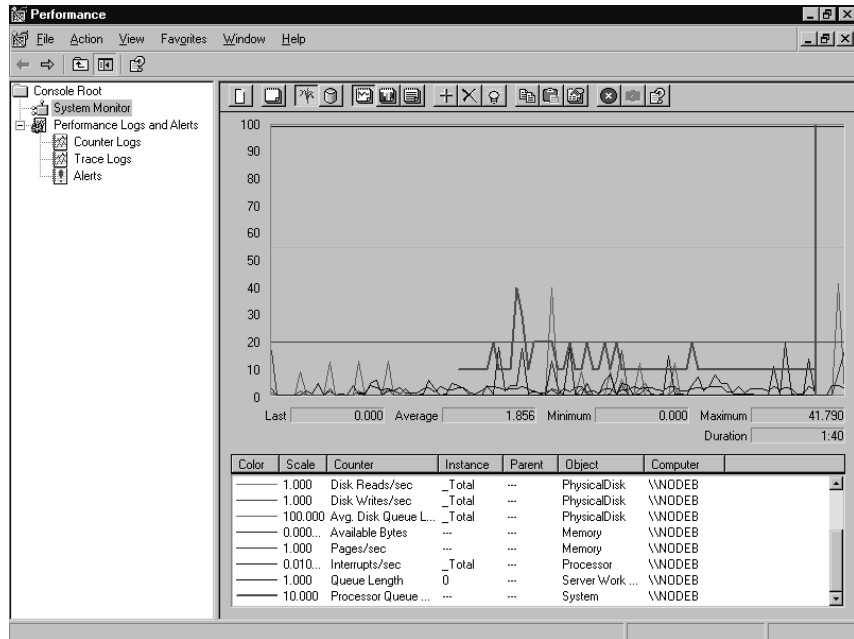 Performance
File Action View Favorites Window Help
Console Root
System Monitor
Performance Logs and Alerts
Counter Logs
Trace Logs
Alerts
100
90
80
70
60
50
40
30
20
10
0
Last 0.000 Average 1.856 Minimum 0.000 Maximum 41.790
Duration 1:40
Color Scale Counter Instance Parent Object Computer
1.000 Disk Reads/sec _Total --- PhysicalDisk \\NODEB
1.000 Disk Writes/sec _Total --- PhysicalDisk \\NODEB
100.000 Avg. Disk Queue L... _Total --- PhysicalDisk \\NODEB
0.000... Available Bytes --- --- Memory \\NODEB
1.000 Pages/sec --- --- Memory \\NODEB
0.010... Interrupts/sec _Total --- Processor \\NODEB
1.000 Queue Length 0 --- Server Work ... \\NODEB
10.000 Processor Queue ... --- --- System \\NODEB